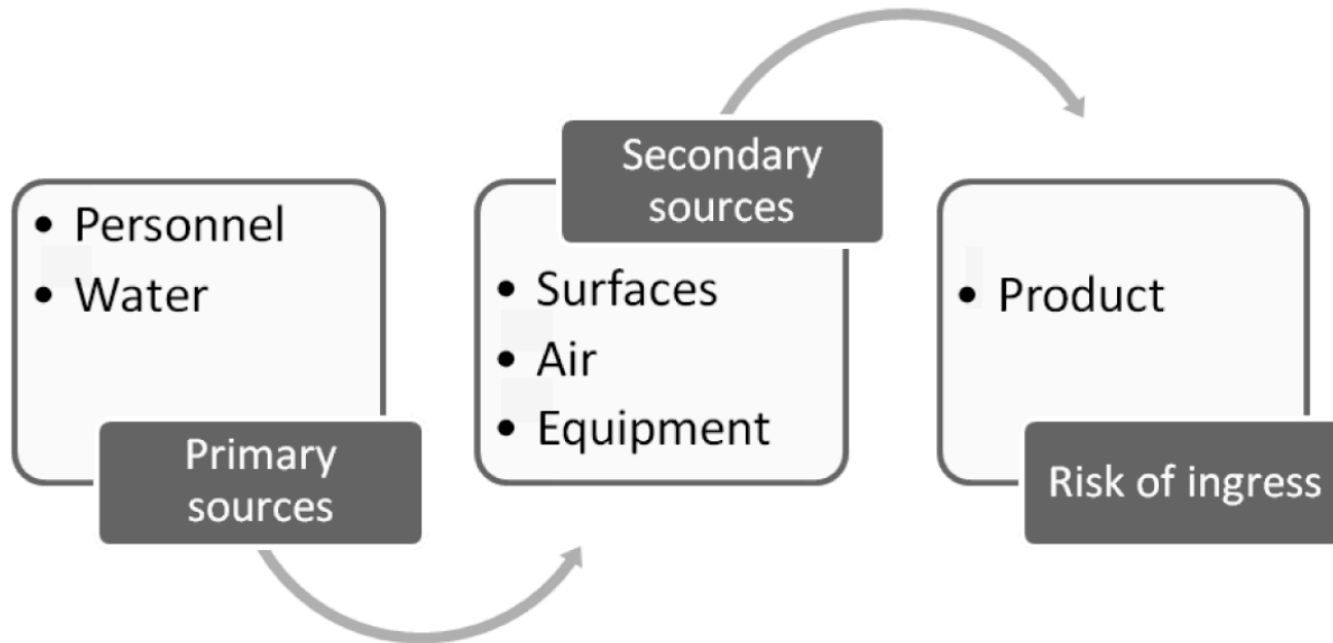 • Personnel
• Water
Primary
sources
Secondary
sources
• Surfaces
• Air
• Equipment
• Product
Risk of ingress